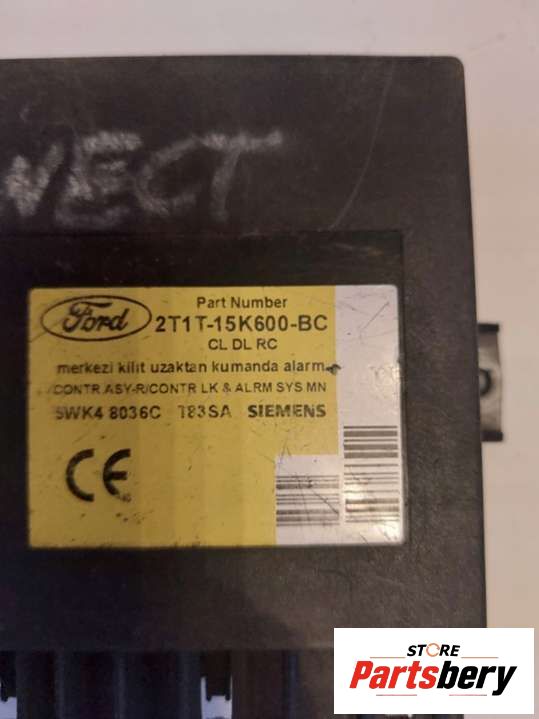 NECT
Ford
Part Number
2T1T-15K600-BC
CL DL RC
merkezi kilit uzaktan kumanda alarm
CONTR ASY-R/CONTR LK & ALRM SYS MN
5WK4 8036C T83SA SIEMENS
CE
STORE
Partsbery